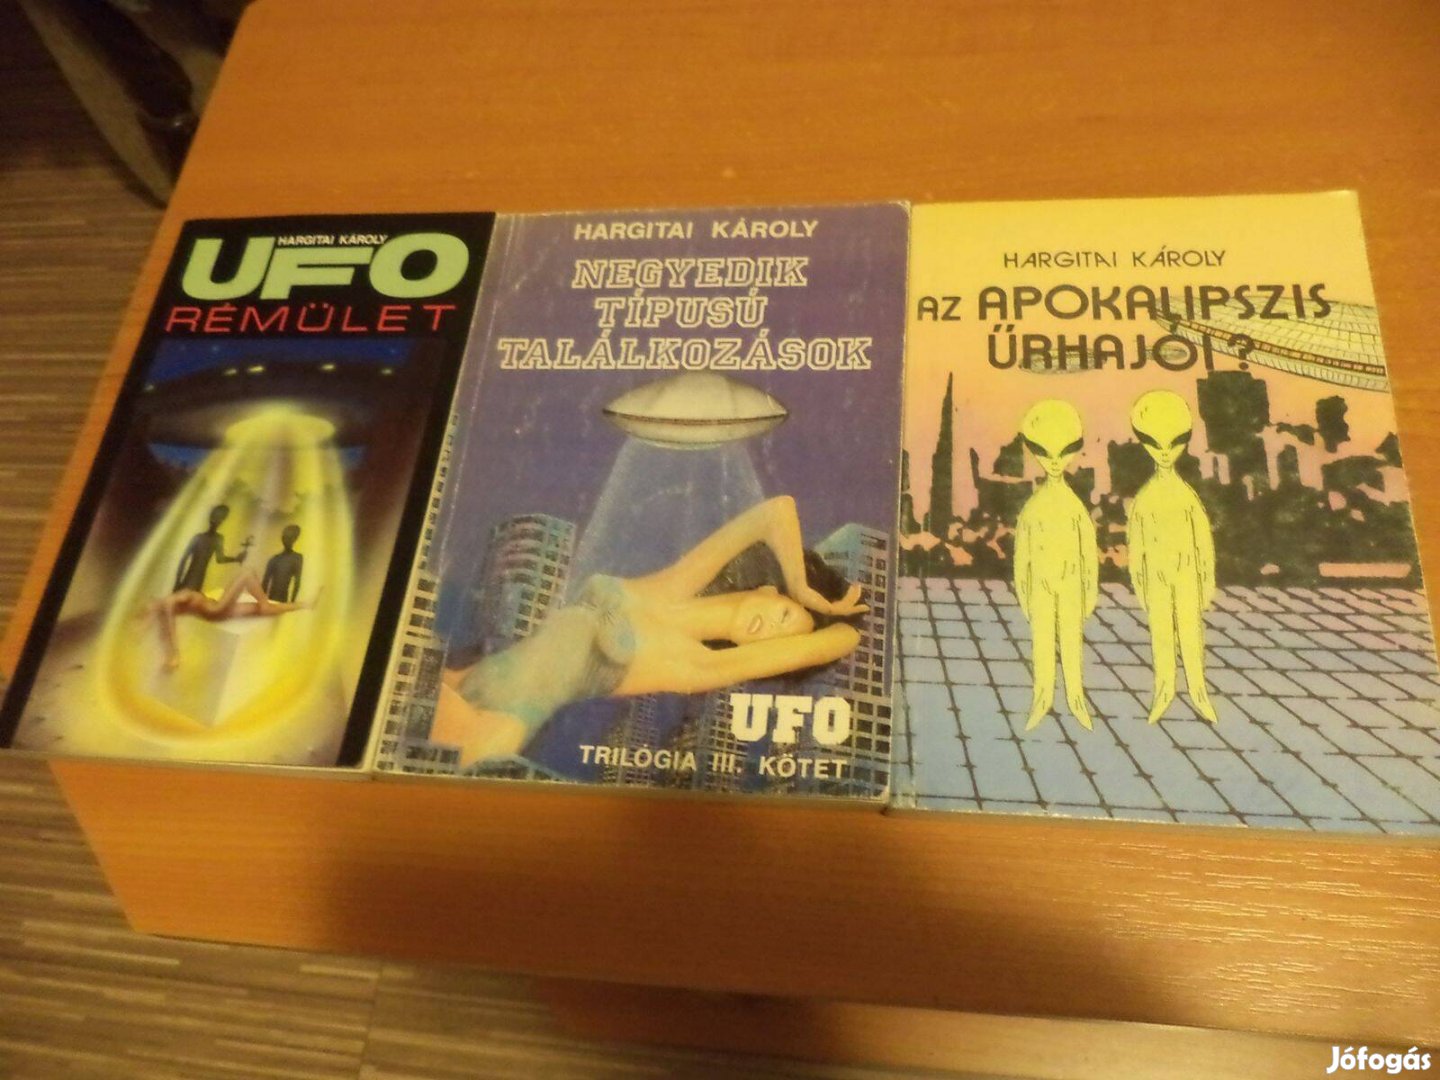 HARGITAI KÁROLY
UFO
RÉMÜLET
HARGITAI KÁROLY
NEGYEDIK
TÍPUSÚ
TALÁLKOZÁSOK
UFO
TRILÓGIA III. KÖTET
HARGITAI KÁROLY
AZ APOKALIPSZIS
ŰRHAJÓI?
Jófogás